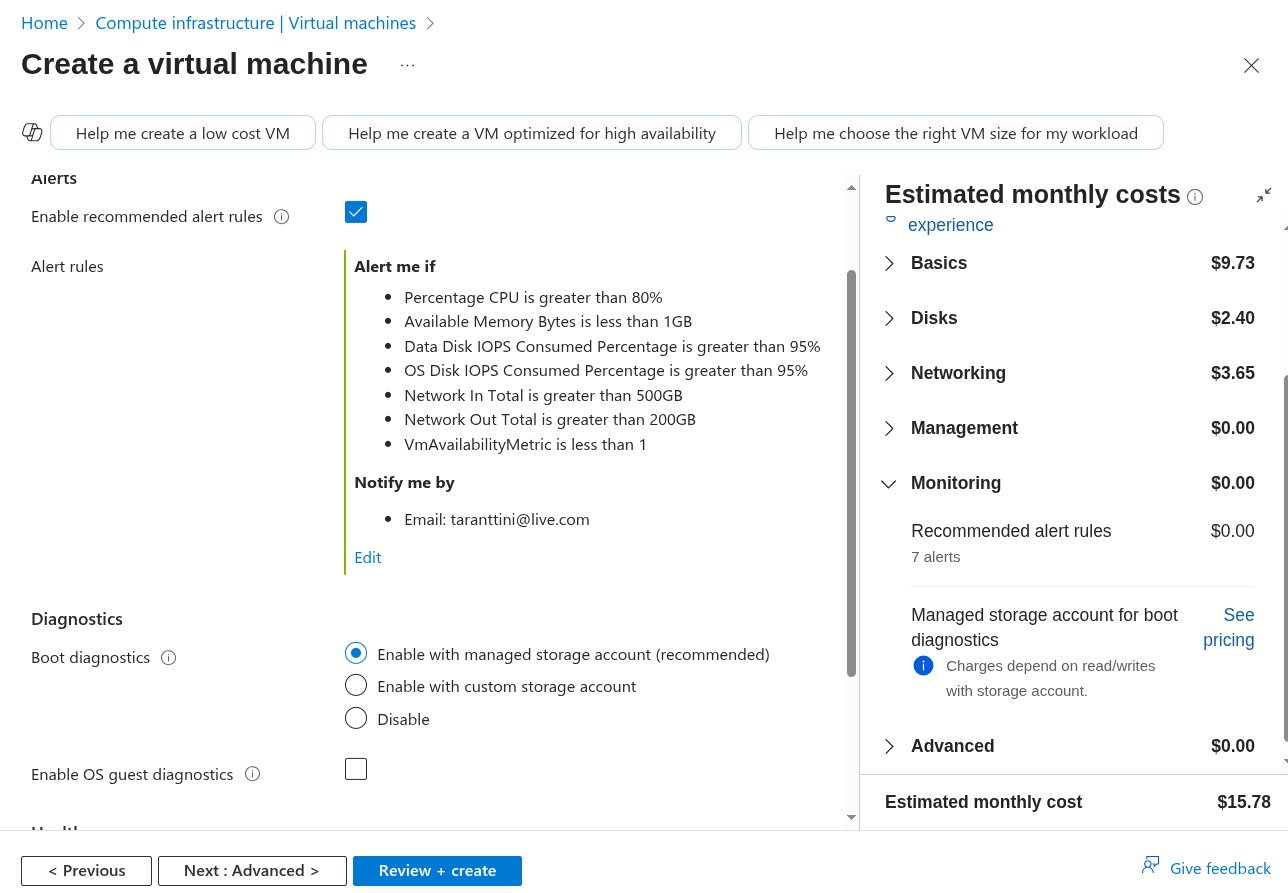 Home > Compute infrastructure | Virtual machines >
Create a virtual machine ...
Help me create a low cost VM
Help me create a VM optimized for high availability
Help me choose the right VM size for my workload
Alerts
Enable recommended alert rules
Alert rules
Alert me if
• Percentage CPU is greater than 80%
• Available Memory Bytes is less than 1GB
• Data Disk IOPS Consumed Percentage is greater than 95%
• OS Disk IOPS Consumed Percentage is greater than 95%
• Network In Total is greater than 500GB
• Network Out Total is greater than 200GB
• VmAvailabilityMetric is less than 1
Notify me by
• Email: taranttini@live.com
Edit
Diagnostics
Boot diagnostics
Enable with managed storage account (recommended)
Enable with custom storage account
Disable
Enable OS guest diagnostics
Health
Estimated monthly costs
experience
Basics $9.73
Disks $2.40
Networking $3.65
Management $0.00
Monitoring $0.00
Recommended alert rules $0.00
7 alerts
Managed storage account for boot See
diagnostics pricing
Charges depend on read/writes
with storage account.
Advanced $0.00
Estimated monthly cost $15.78
< Previous
Next : Advanced >
Review + create
Give feedback